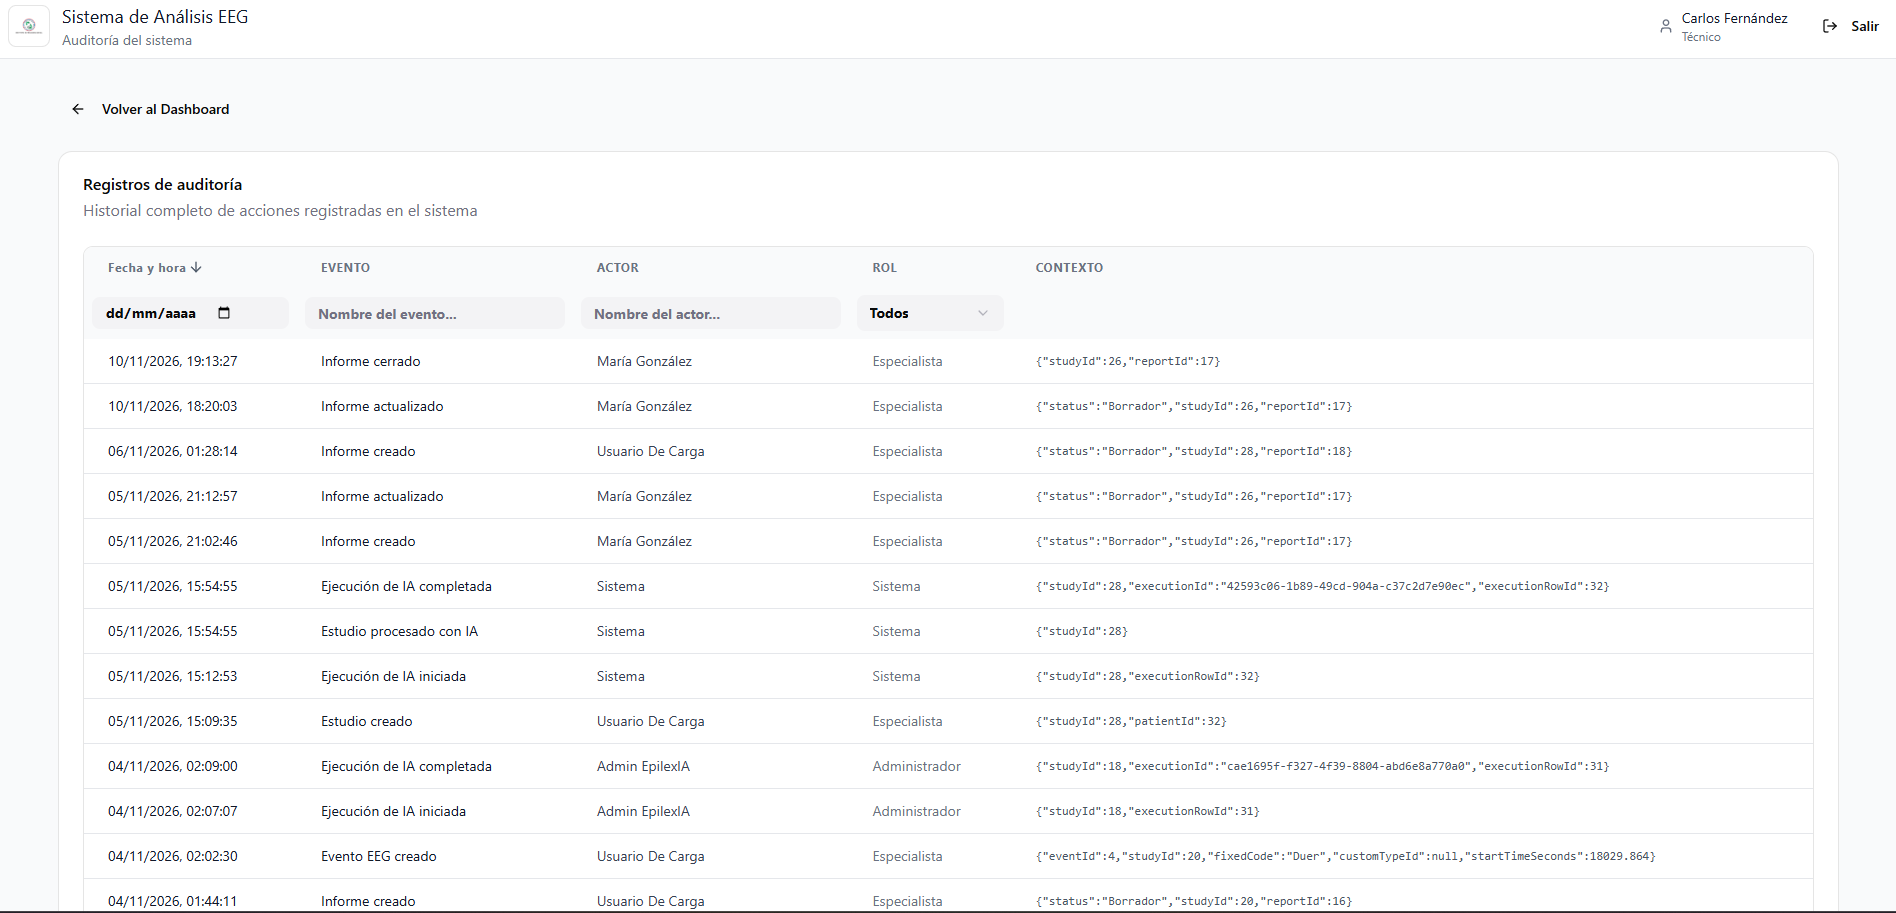 Sistema de Análisis EEG
Auditoría del sistema
Carlos Fernández
Técnico
Salir
Volver al Dashboard
Registros de auditoría
Historial completo de acciones registradas en el sistema
Fecha y hora EVENTO ACTOR ROL CONTEXTO
dd/mm/aaaa Nombre del evento... Nombre del actor... Todos
10/11/2026, 19:13:27 Informe cerrado María González Especialista {"studyId":26,"reportId":17}
10/11/2026, 18:20:03 Informe actualizado María González Especialista {"status":"Borrador","studyId":26,"reportId":17}
06/11/2026, 01:28:14 Informe creado Usuario De Carga Especialista {"status":"Borrador","studyId":28,"reportId":18}
05/11/2026, 21:12:57 Informe actualizado María González Especialista {"status":"Borrador","studyId":26,"reportId":17}
05/11/2026, 21:02:46 Informe creado María González Especialista {"status":"Borrador","studyId":26,"reportId":17}
05/11/2026, 15:54:55 Ejecución de IA completada Sistema Sistema {"studyId":28,"executionId":"42593c06-1b89-49cd-904a-c37c2d7e90ec","executionRowId":32}
05/11/2026, 15:54:55 Estudio procesado con IA Sistema Sistema {"studyId":28}
05/11/2026, 15:12:53 Ejecución de IA iniciada Sistema Sistema {"studyId":28,"executionRowId":32}
05/11/2026, 15:09:35 Estudio creado Usuario De Carga Especialista {"studyId":28,"patientId":32}
04/11/2026, 02:09:00 Ejecución de IA completada Admin EpilexIA Administrador {"studyId":18,"executionId":"cae1695f-f327-4f39-8804-abd6e8a770a0","executionRowId":31}
04/11/2026, 02:07:07 Ejecución de IA iniciada Admin EpilexIA Administrador {"studyId":18,"executionRowId":31}
04/11/2026, 02:02:30 Evento EEG creado Usuario De Carga Especialista {"eventId":4,"studyId":20,"fixedCode":"Duer","customTypeId":null,"startTimeSeconds":18029.864}
04/11/2026, 01:44:11 Informe creado Usuario De Carga Especialista {"status":"Borrador","studyId":20,"reportId":16}